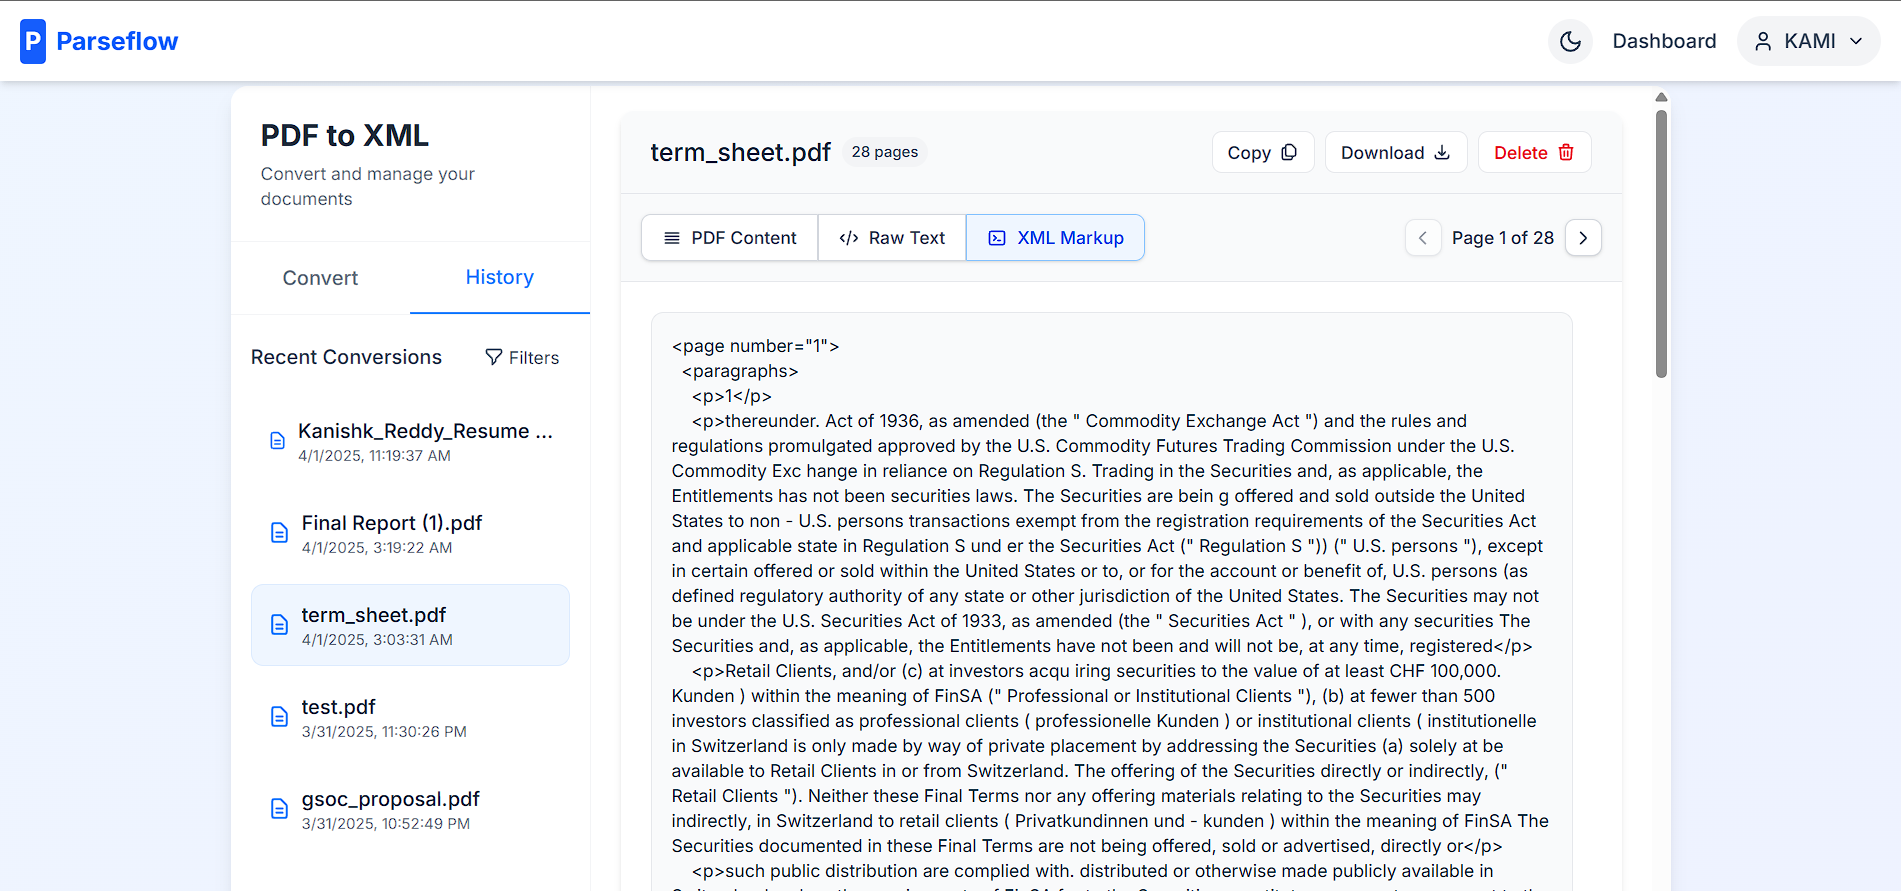 P Parseflow
Dashboard
KAMI
PDF to XML
Convert and manage your
documents
Convert
History
Recent Conversions
Filters
Kanishk_Reddy_Resume ...
4/1/2025, 11:19:37 AM
Final Report (1).pdf
4/1/2025, 3:19:22 AM
term_sheet.pdf
4/1/2025, 3:03:31 AM
test.pdf
3/31/2025, 11:30:26 PM
gsoc_proposal.pdf
3/31/2025, 10:52:49 PM
term_sheet.pdf
28 pages
Copy
Download
Delete
PDF Content
</> Raw Text
XML Markup
Page 1 of 28
<page number="1">
<paragraphs>
<p>1</p>
<p>thereunder. Act of 1936, as amended (the " Commodity Exchange Act ") and the rules and
regulations promulgated approved by the U.S. Commodity Futures Trading Commission under the U.S.
Commodity Exc hange in reliance on Regulation S. Trading in the Securities and, as applicable, the
Entitlements has not been securities laws. The Securities are bein g offered and sold outside the United
States to non - U.S. persons transactions exempt from the registration requirements of the Securities Act
and applicable state in Regulation S und er the Securities Act (" Regulation S ")) (" U.S. persons "), except
in certain offered or sold within the United States or to, or for the account or benefit of, U.S. persons (as
defined regulatory authority of any state or other jurisdiction of the United States. The Securities may not
be under the U.S. Securities Act of 1933, as amended (the " Securities Act " ), or with any securities The
Securities and, as applicable, the Entitlements have not been and will not be, at any time, registered</p>
<p>Retail Clients, and/or (c) at investors acqu iring securities to the value of at least CHF 100,000.
Kunden ) within the meaning of FinSA (" Professional or Institutional Clients "), (b) at fewer than 500
investors classified as professional clients ( professionelle Kunden ) or institutional clients ( institutionelle
in Switzerland is only made by way of private placement by addressing the Securities (a) solely at be
available to Retail Clients in or from Switzerland. The offering of the Securities directly or indirectly, ("
Retail Clients "). Neither these Final Terms nor any offering materials relating to the Securities may
indirectly, in Switzerland to retail clients ( Privatkundinnen und - kunden ) within the meaning of FinSA The
Securities documented in these Final Terms are not being offered, sold or advertised, directly or</p>
<p>such public distribution are complied with. distributed or otherwise made publicly available in